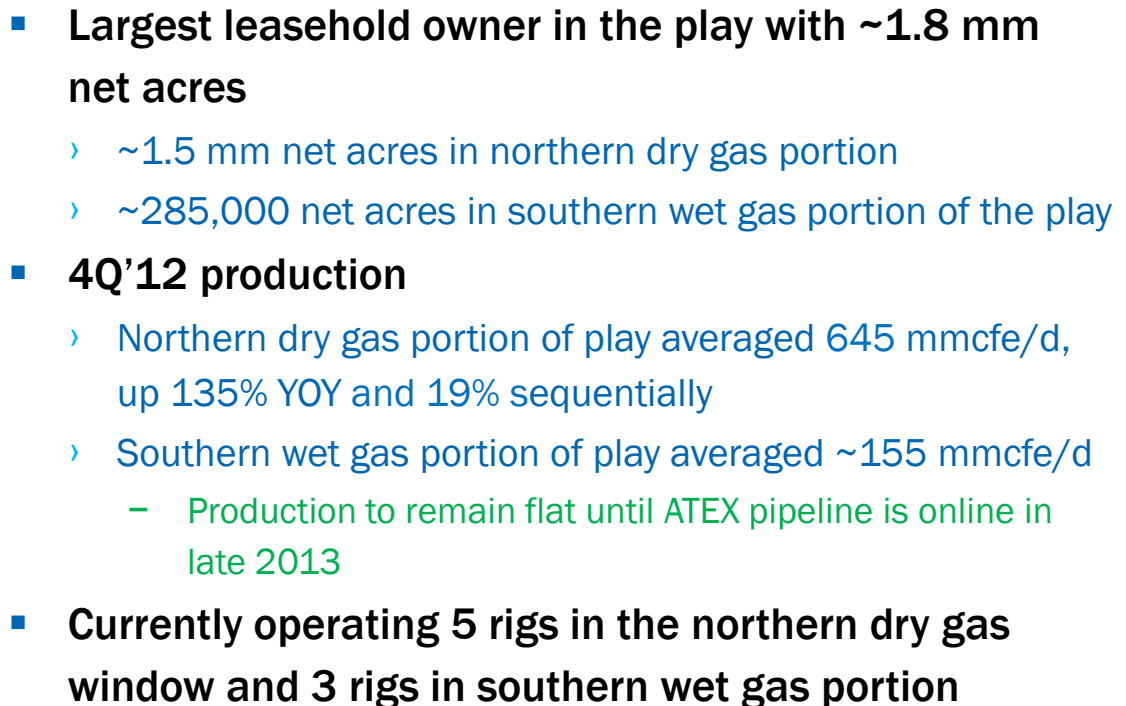 ▪ Largest leasehold owner in the play with ~1.8 mm
net acres
› ~1.5 mm net acres in northern dry gas portion
› ~285,000 net acres in southern wet gas portion of the play
▪ 4Q’12 production
› Northern dry gas portion of play averaged 645 mmcfe/d,
up 135% YOY and 19% sequentially
› Southern wet gas portion of play averaged ~155 mmcfe/d
– Production to remain flat until ATEX pipeline is online in
late 2013
▪ Currently operating 5 rigs in the northern dry gas
window and 3 rigs in southern wet gas portion